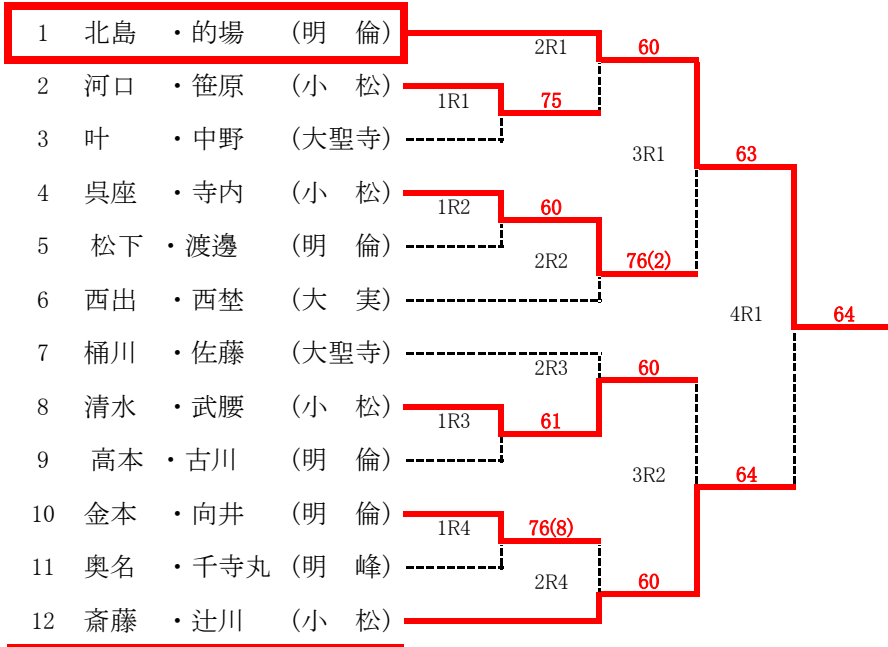 1 北島 ・的場 (明 倫)
2R1 60
2 河口 ・笹原 (小 松)
1R1 75
3 叶 ・中野 (大聖寺)
3R1 63
4 呉座 ・寺内 (小 松)
1R2 60
5 松下 ・渡邊 (明 倫)
2R2 76(2)
6 西出 ・西埜 (大 実)
4R1 64
7 桶川 ・佐藤 (大聖寺)
2R3 60
8 清水 ・武腰 (小 松)
1R3 61
9 高本 ・古川 (明 倫)
3R2 64
10 金本 ・向井 (明 倫)
1R4 76(8)
11 奥名 ・千寺丸 (明 峰)
2R4 60
12 斎藤 ・辻川 (小 松)